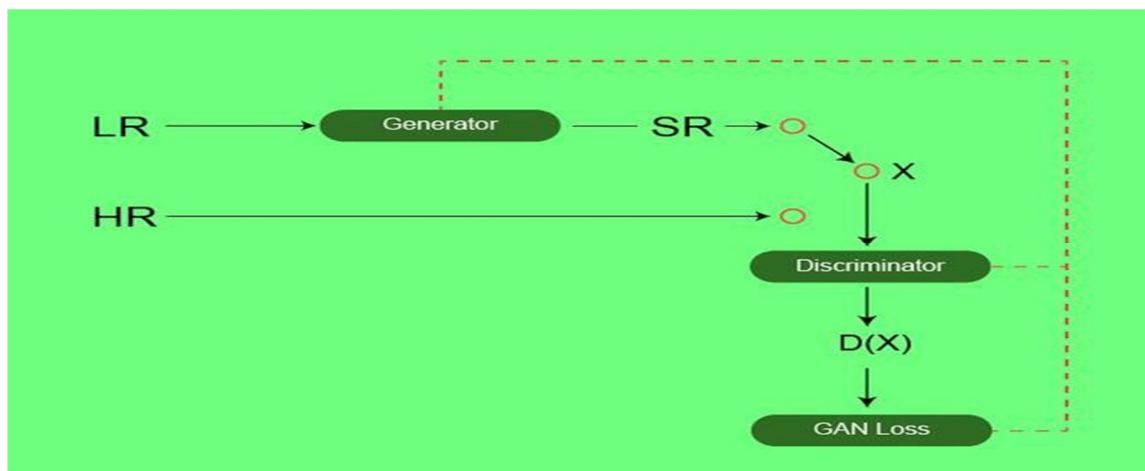 LR
Generator
SR
X
HR
Discriminator
D(X)
GAN Loss